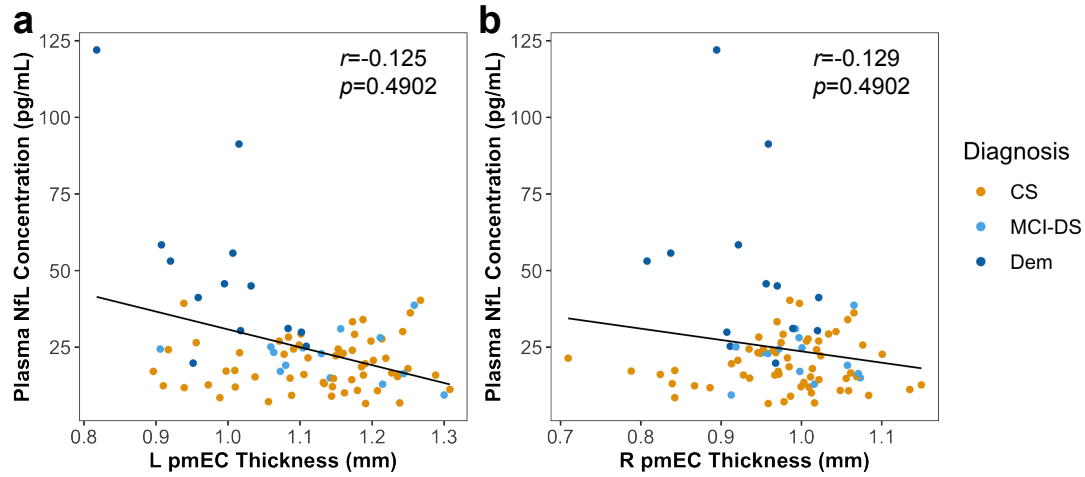 a
r=-0.125
p=0.4902
Plasma NfL Concentration (pg/mL)
125
100
75
50
25
0.8 0.9 1.0 1.1 1.2 1.3
L pmEC Thickness (mm)
b
r=-0.129
p=0.4902
Plasma NfL Concentration (pg/mL)
125
100
75
50
25
0.7 0.8 0.9 1.0 1.1
R pmEC Thickness (mm)
Diagnosis
CS
MCI-DS
Dem